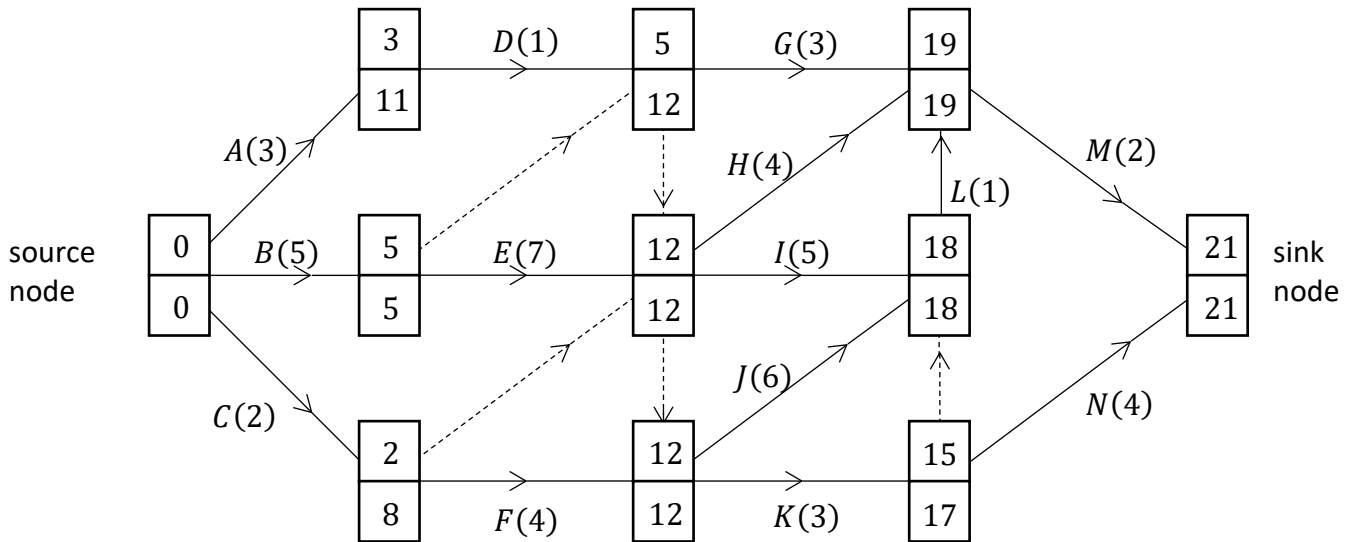 3 D(1) 5 G(3) 19
11 12 19
A(3) H(4) M(2)
L(1)
source node
0 B(5) 5 E(7) 12 I(5) 18 21
0 5 12 18 21
sink node
C(2) J(6) N(4)
2 12 15
8 F(4) 12 K(3) 17